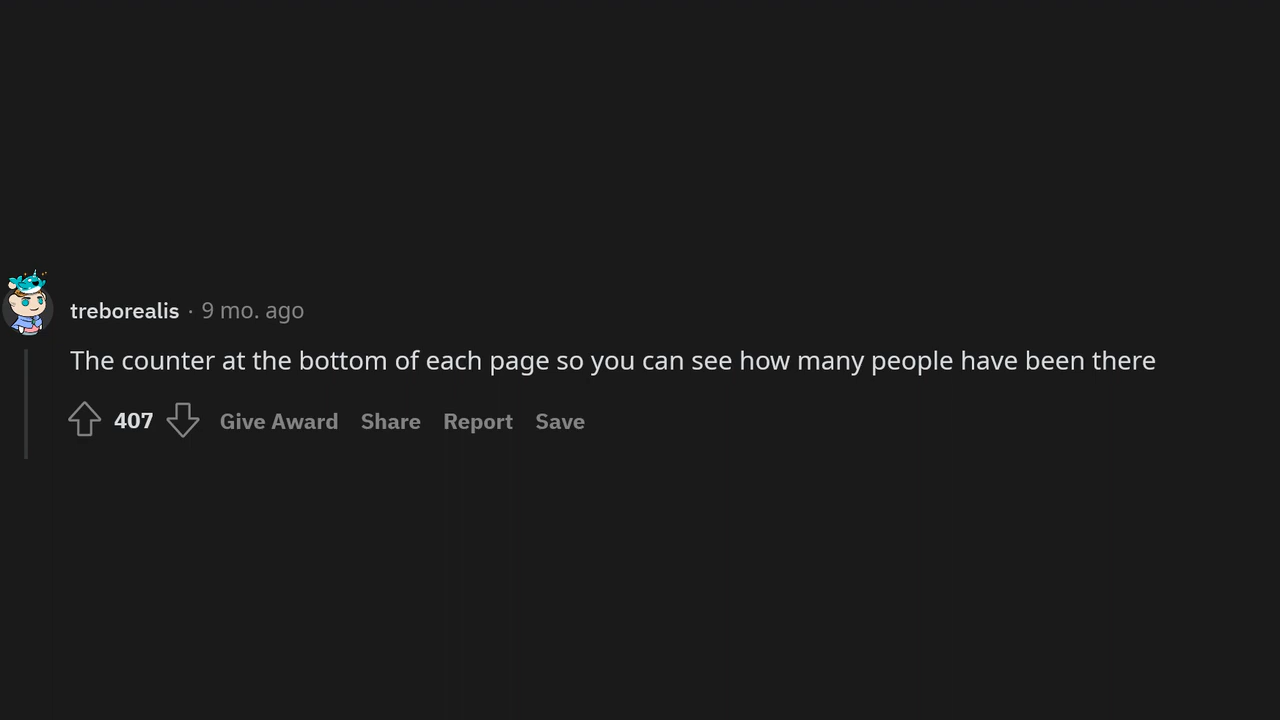 treborealis · 9 mo. ago
The counter at the bottom of each page so you can see how many people have been there
407 Give Award Share Report Save